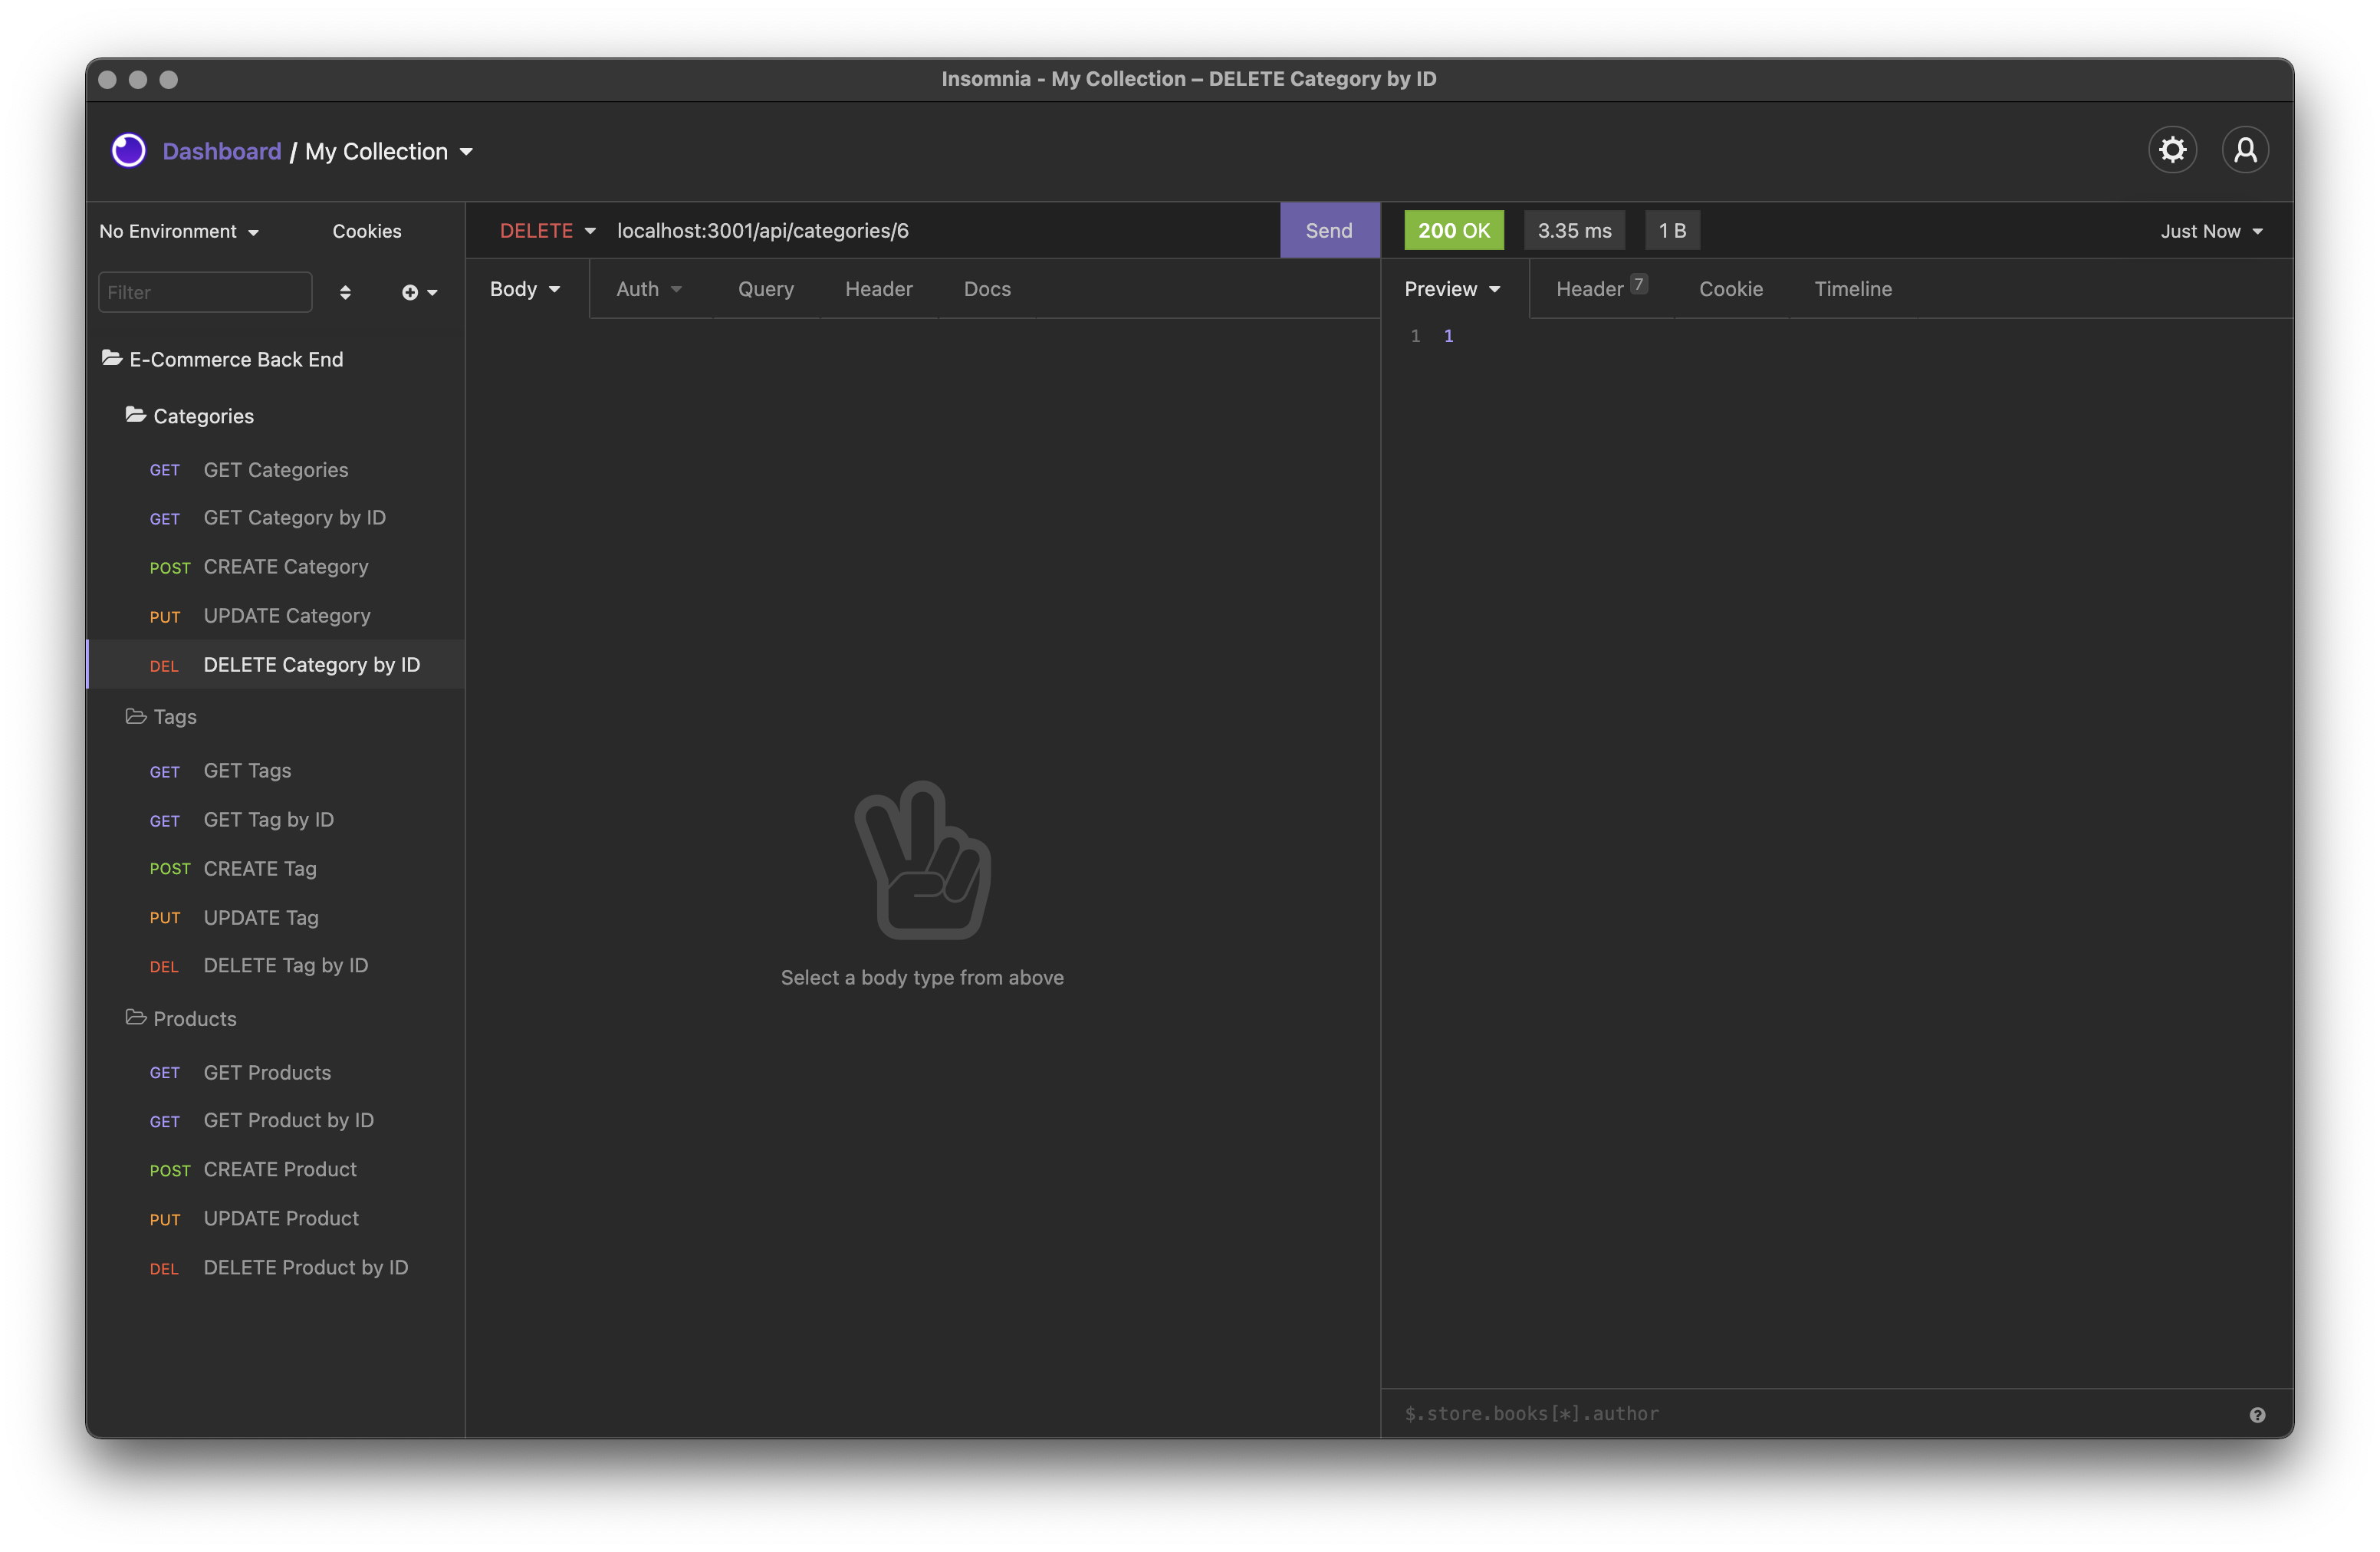 Insomnia - My Collection – DELETE Category by ID
Dashboard / My Collection
No Environment Cookies
DELETE localhost:3001/api/categories/6 Send
200 OK 3.35 ms 1 B Just Now
Filter
Body Auth Query Header Docs
Preview Header 7 Cookie Timeline
1 1
E-Commerce Back End
Categories
GET GET Categories
GET GET Category by ID
POST CREATE Category
PUT UPDATE Category
DEL DELETE Category by ID
Tags
GET GET Tags
GET GET Tag by ID
POST CREATE Tag
PUT UPDATE Tag
DEL DELETE Tag by ID
Products
GET GET Products
GET GET Product by ID
POST CREATE Product
PUT UPDATE Product
DEL DELETE Product by ID
Select a body type from above
$.store.books[*].author
?